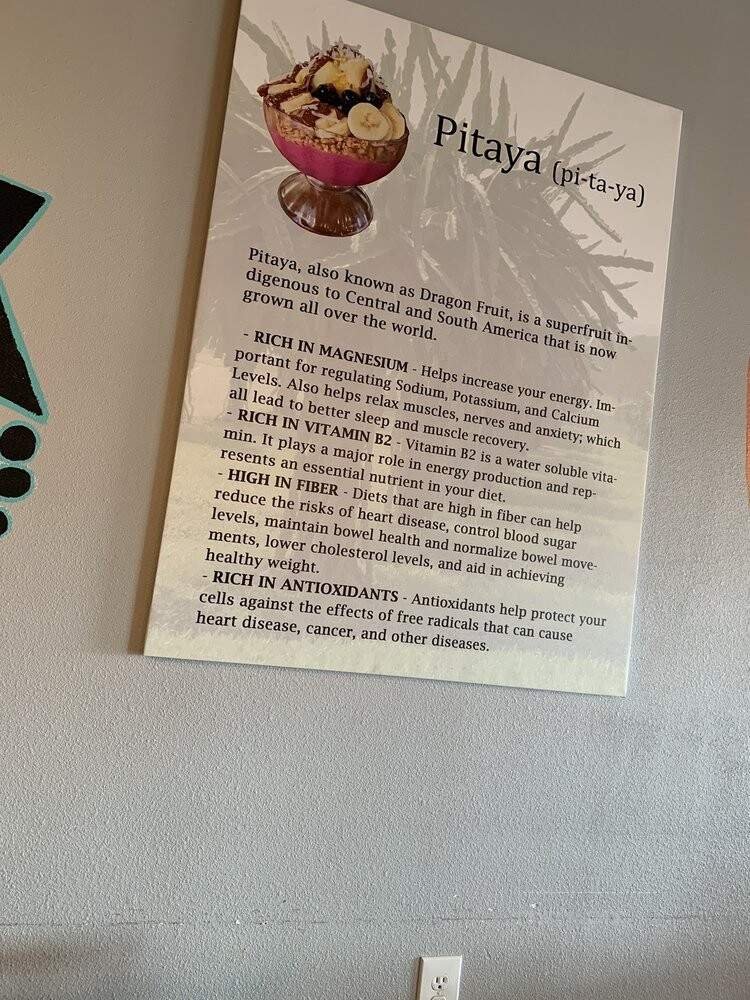 Pitaya (pi-ta-ya)
Pitaya, also known as Dragon Fruit, is a superfruit in-
digenous to Central and South America that is now
grown all over the world.
- RICH IN MAGNESIUM - Helps increase your energy. Im-
portant for regulating Sodium, Potassium, and Calcium
Levels. Also helps relax muscles, nerves and anxiety; which
all lead to better sleep and muscle recovery.
- RICH IN VITAMIN B2 - Vitamin B2 is a water soluble vita-
min. It plays a major role in energy production and rep-
resents an essential nutrient in your diet.
- HIGH IN FIBER - Diets that are high in fiber can help
reduce the risks of heart disease, control blood sugar
levels, maintain bowel health and normalize bowel move-
ments, lower cholesterol levels, and aid in achieving
healthy weight.
- RICH IN ANTIOXIDANTS - Antioxidants help protect your
cells against the effects of free radicals that can cause
heart disease, cancer, and other diseases.